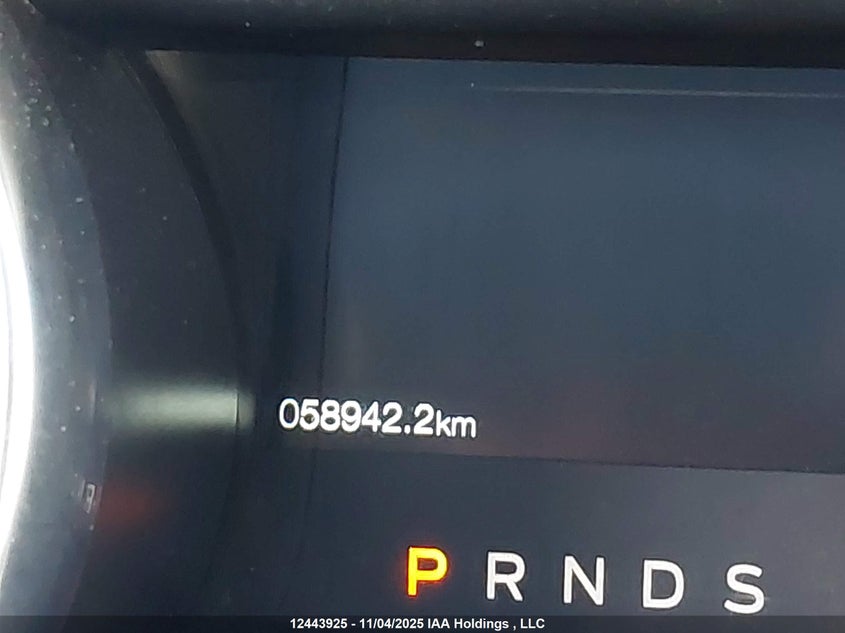 058942.2km
P R N D S
12443925 - 11/04/2025 IAA Holdings , LLC